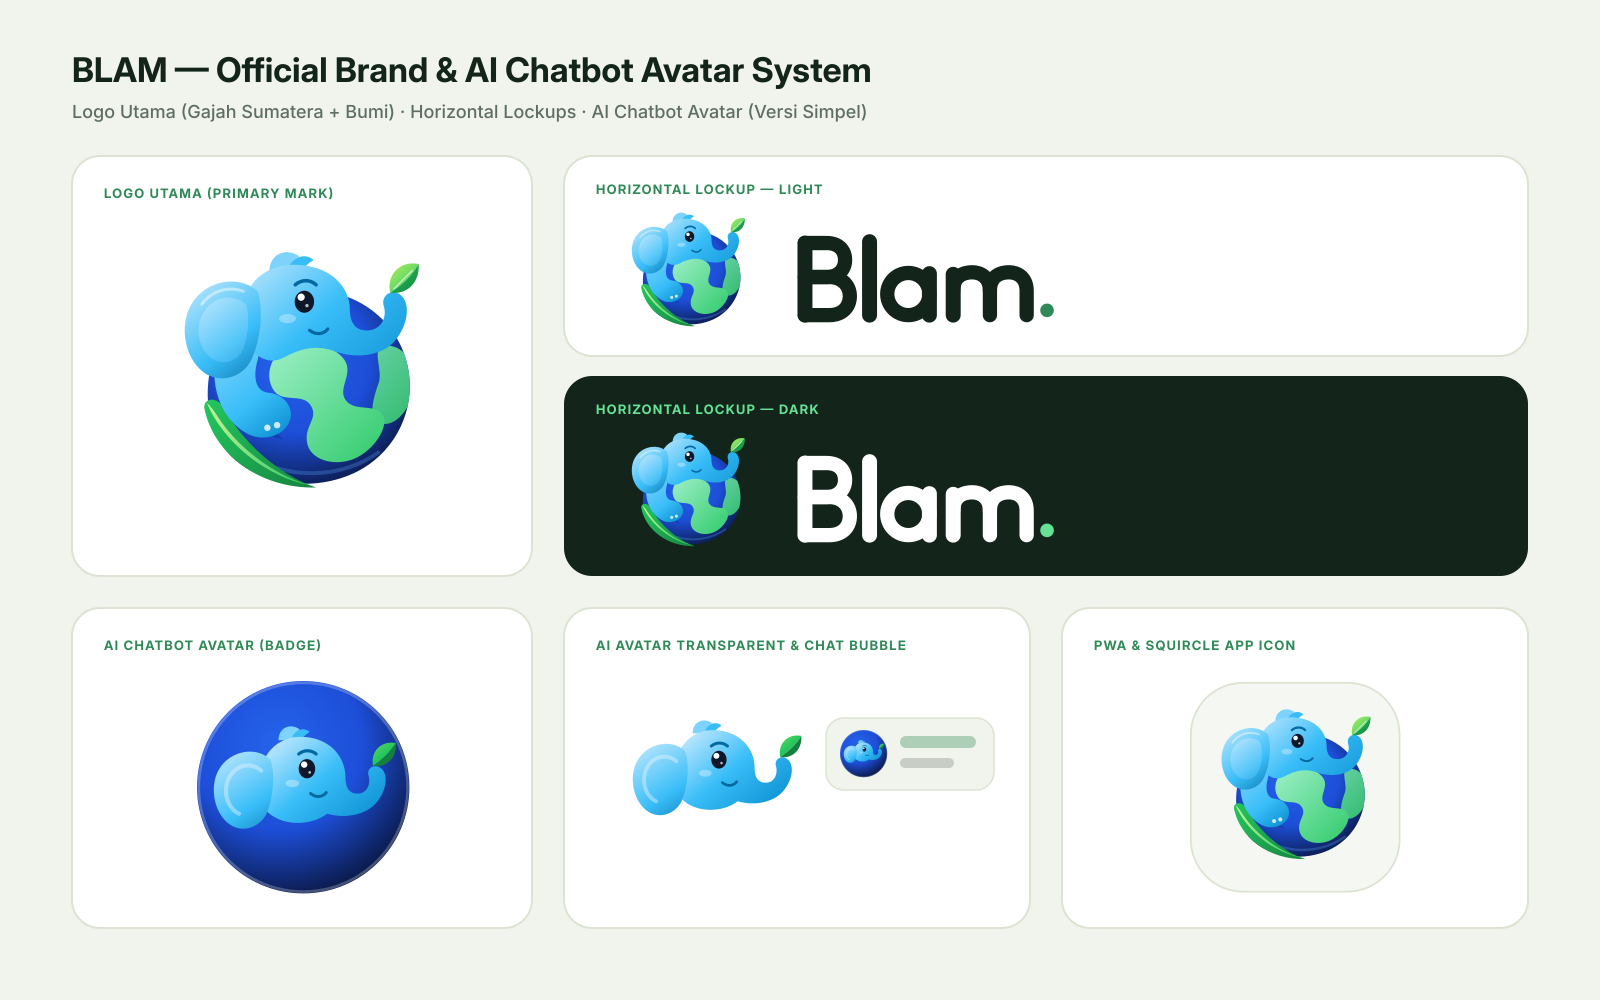 BLAM — Official Brand & AI Chatbot Avatar System
Logo Utama (Gajah Sumatera + Bumi) · Horizontal Lockups · AI Chatbot Avatar (Versi Simpel)
LOGO UTAMA (PRIMARY MARK)
HORIZONTAL LOCKUP — LIGHT
Blam.
HORIZONTAL LOCKUP — DARK
Blam.
AI CHATBOT AVATAR (BADGE)
AI AVATAR TRANSPARENT & CHAT BUBBLE
PWA & SQUIRCLE APP ICON